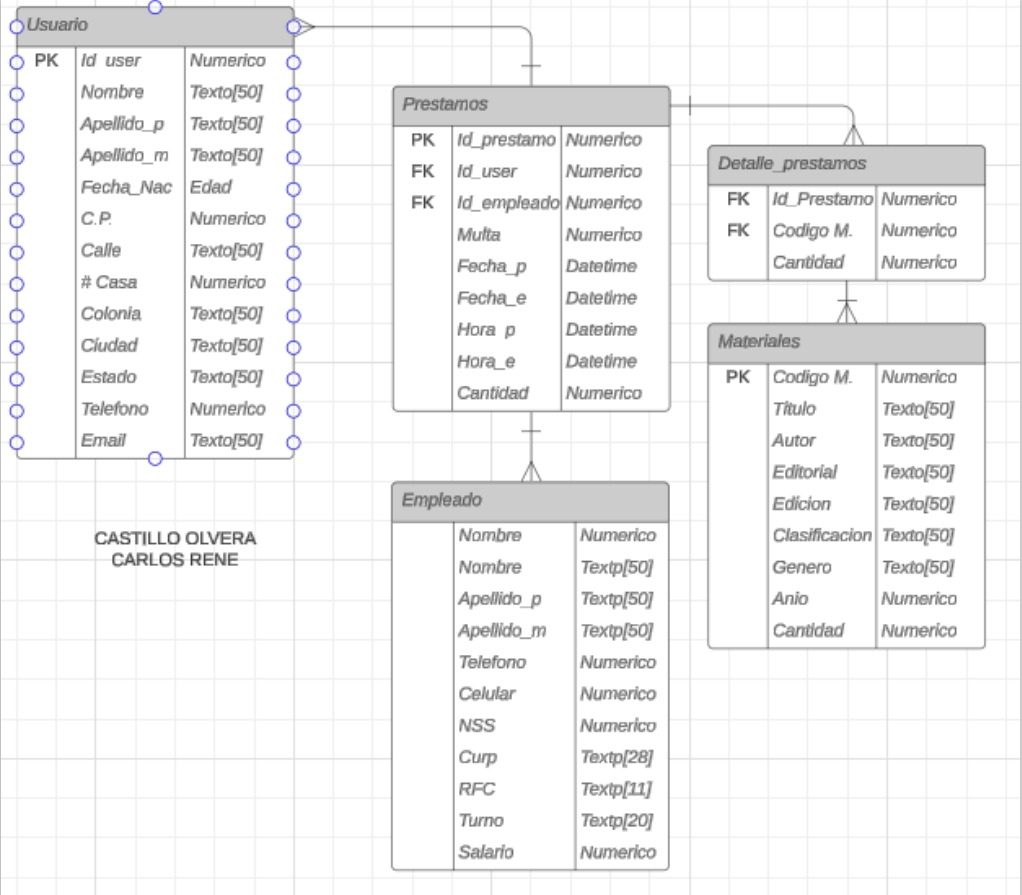 Usuario
PK Id_user Numerico
Nombre Texto[50]
Apellido_p Texto[50]
Apellido_m Texto[50]
Fecha_Nac Edad
C.P. Numerico
Calle Texto[50]
# Casa Numerico
Colonia Texto[50]
Ciudad Texto[50]
Estado Texto[50]
Telefono Numerico
Email Texto[50]
CASTILLO OLVERA
CARLOS RENE
Prestamos
PK Id_prestamo Numerico
FK Id_user Numerico
FK Id_empleado Numerico
Multa Numerico
Fecha_p Datetime
Fecha_e Datetime
Hora_p Datetime
Hora_e Datetime
Cantidad Numerico
Empleado
Nombre Numerico
Nombre Textp[50]
Apellido_p Textp[50]
Apellido_m Textp[50]
Telefono Numerico
Celular Numerico
NSS Numerico
Curp Textp[28]
RFC Textp[11]
Turno Textp[20]
Salario Numerico
Detalle_prestamos
FK Id_Prestamo Numerico
FK Codigo M. Numerico
Cantidad Numerico
Materiales
PK Codigo M. Numerico
Titulo Texto[50]
Autor Texto[50]
Editorial Texto[50]
Edicion Texto[50]
Clasificacion Texto[50]
Genero Texto[50]
Anio Numerico
Cantidad Numerico